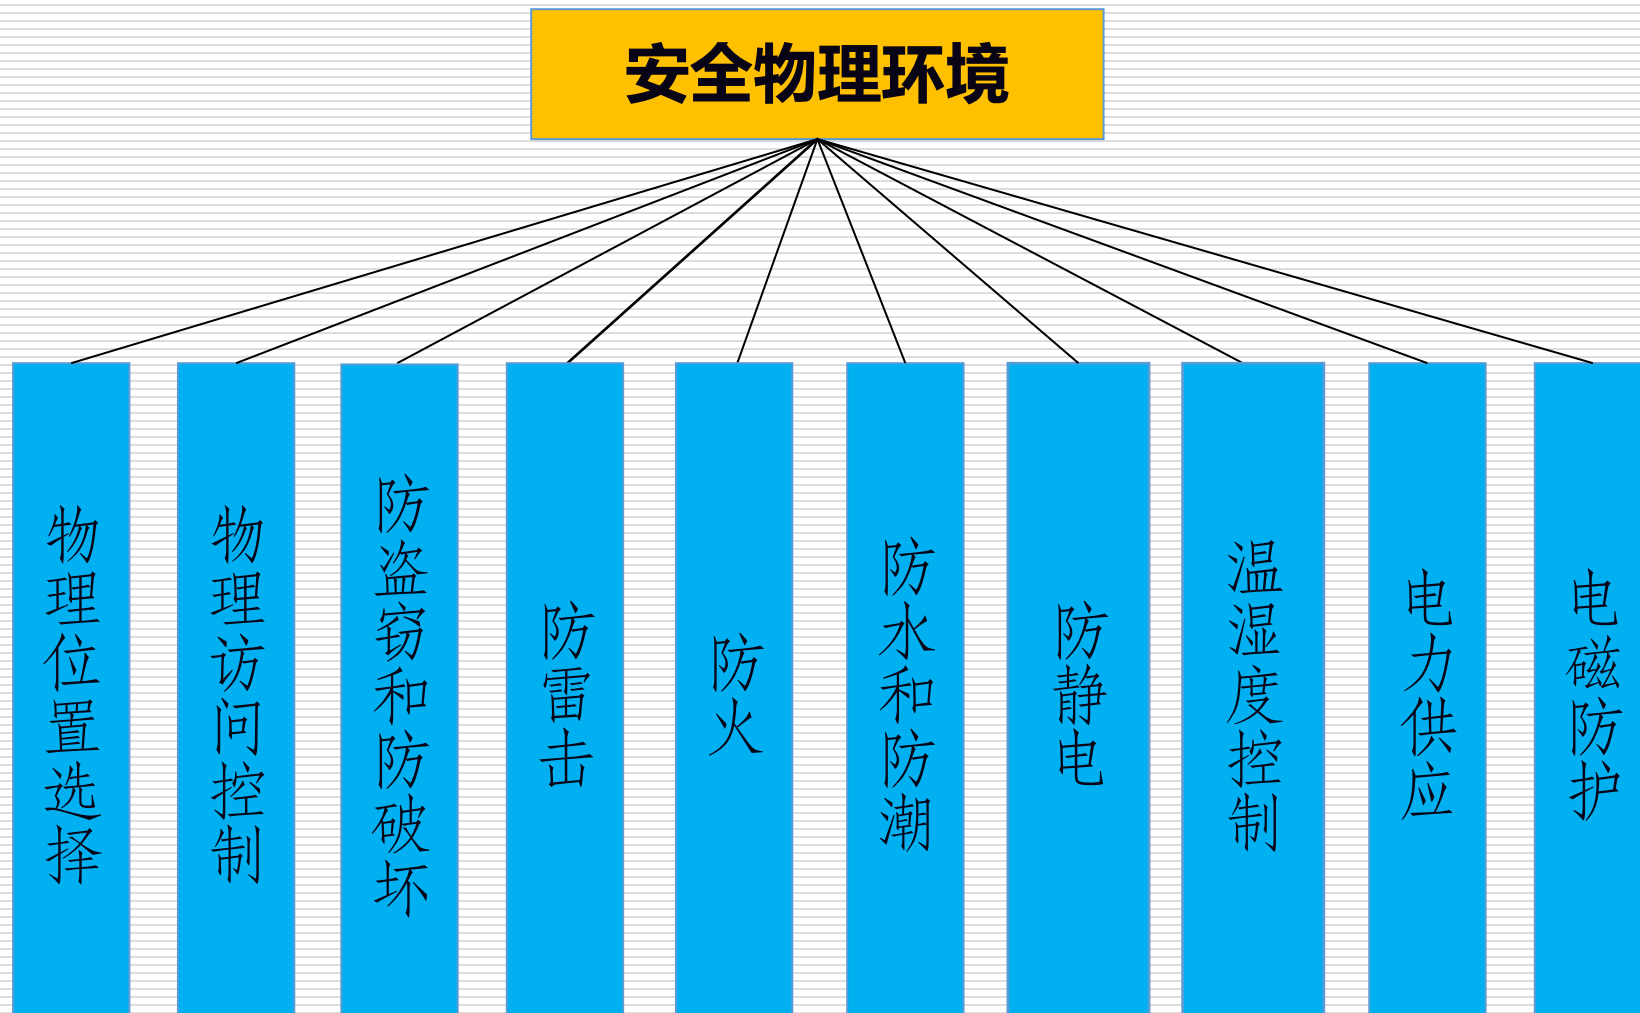 安全物理环境
物理位置选择
物理访问控制
防盗窃和防破坏
防雷击
防火
防水和防潮
防静电
温湿度控制
电力供应
电磁防护